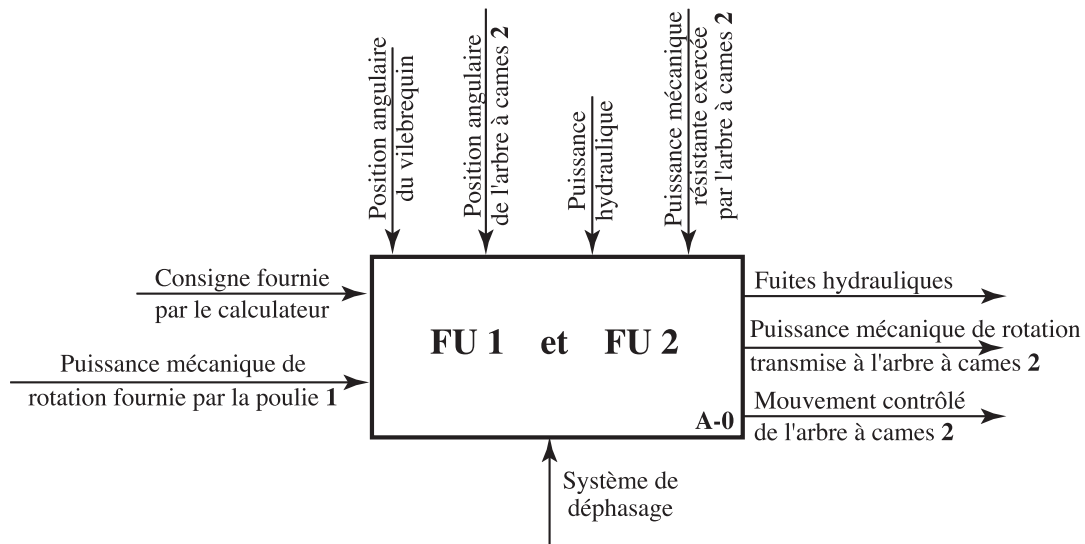 Position angulaire
du vilebrequin
Position angulaire
de l'arbre à cames 2
Puissance
hydraulique
Puissance mécanique
résistante exercée
par l'arbre à cames 2
Consigne fournie
par le calculateur
Puissance mécanique de
rotation fournie par la poulie 1
FU 1 et FU 2
A-0
Fuites hydrauliques
Puissance mécanique de rotation
transmise à l'arbre à cames 2
Mouvement contrôlé
de l'arbre à cames 2
Système de
déphasage